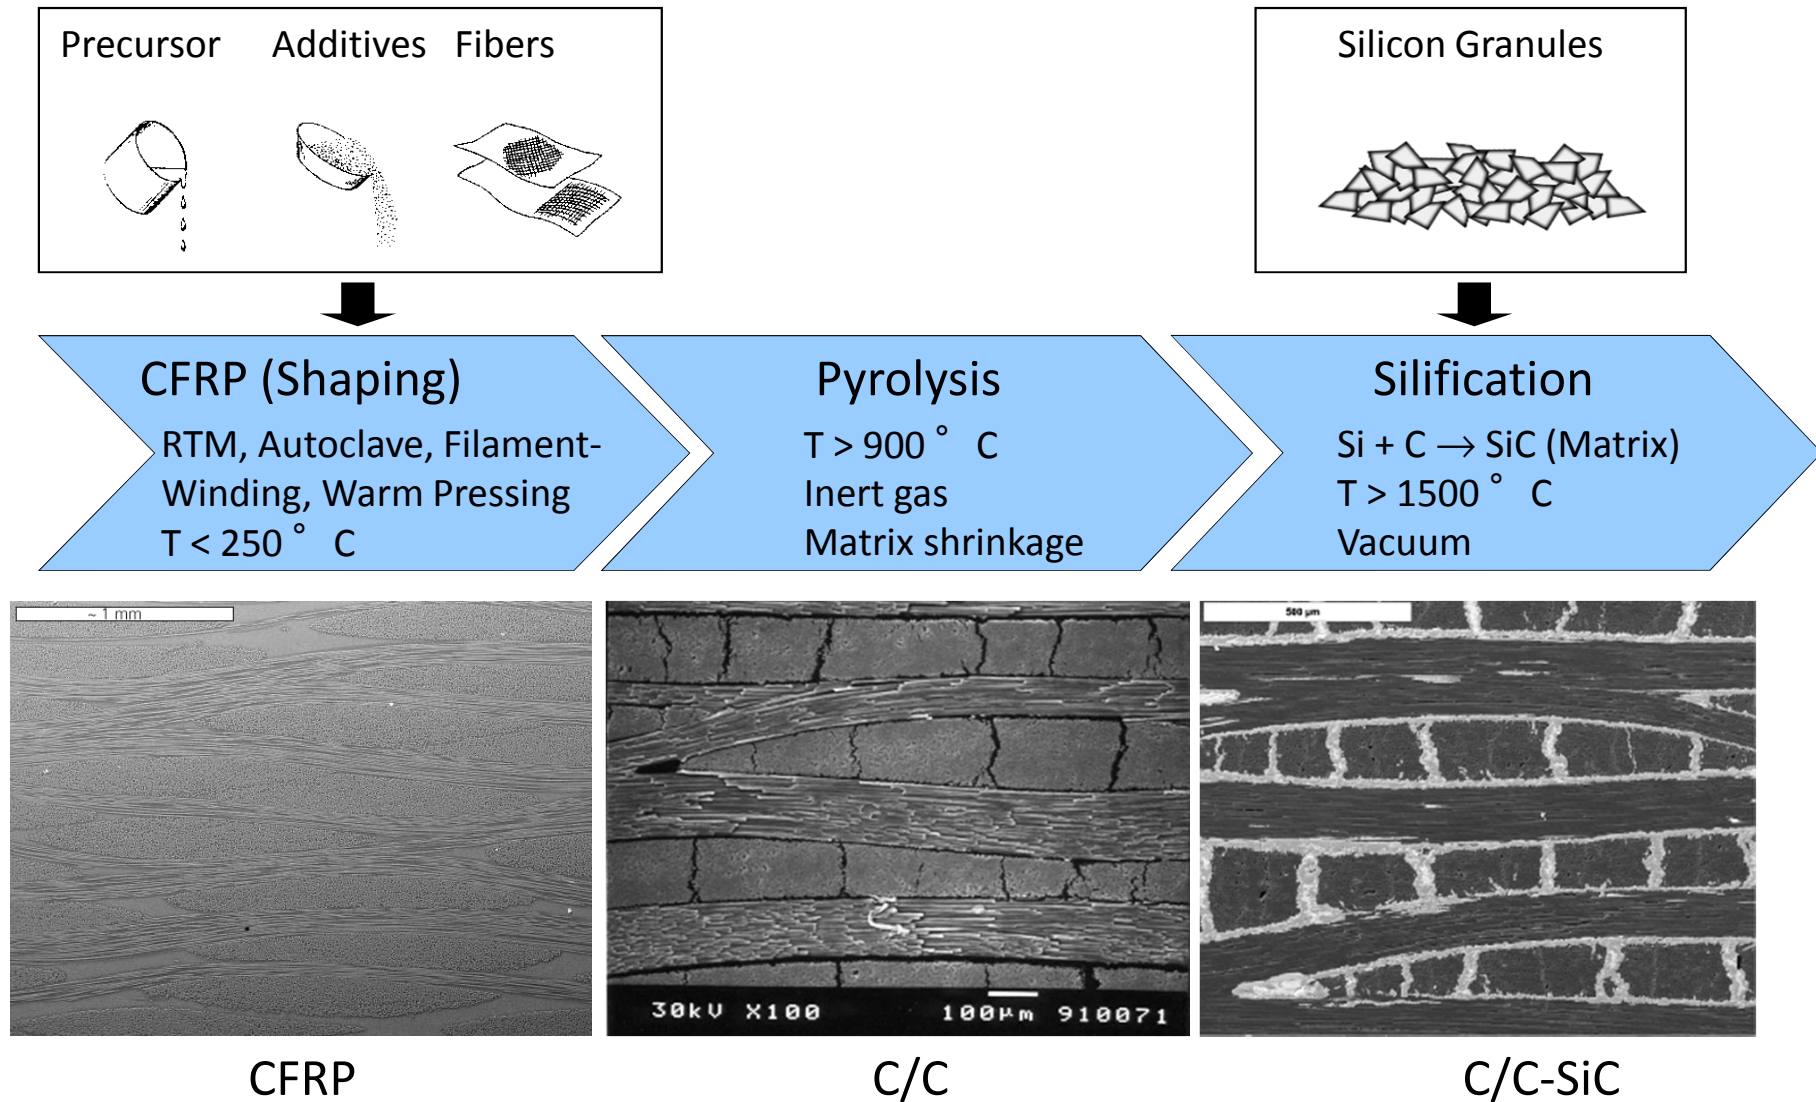 Precursor Additives Fibers
Silicon Granules
CFRP (Shaping)
RTM, Autoclave, Filament-
Winding, Warm Pressing
T < 250 ° C
Pyrolysis
T > 900 ° C
Inert gas
Matrix shrinkage
Silification
Si + C → SiC (Matrix)
T > 1500 ° C
Vacuum
~ 1 mm
30kV X100 100µm 910071
500 µm
CFRP
C/C
C/C-SiC